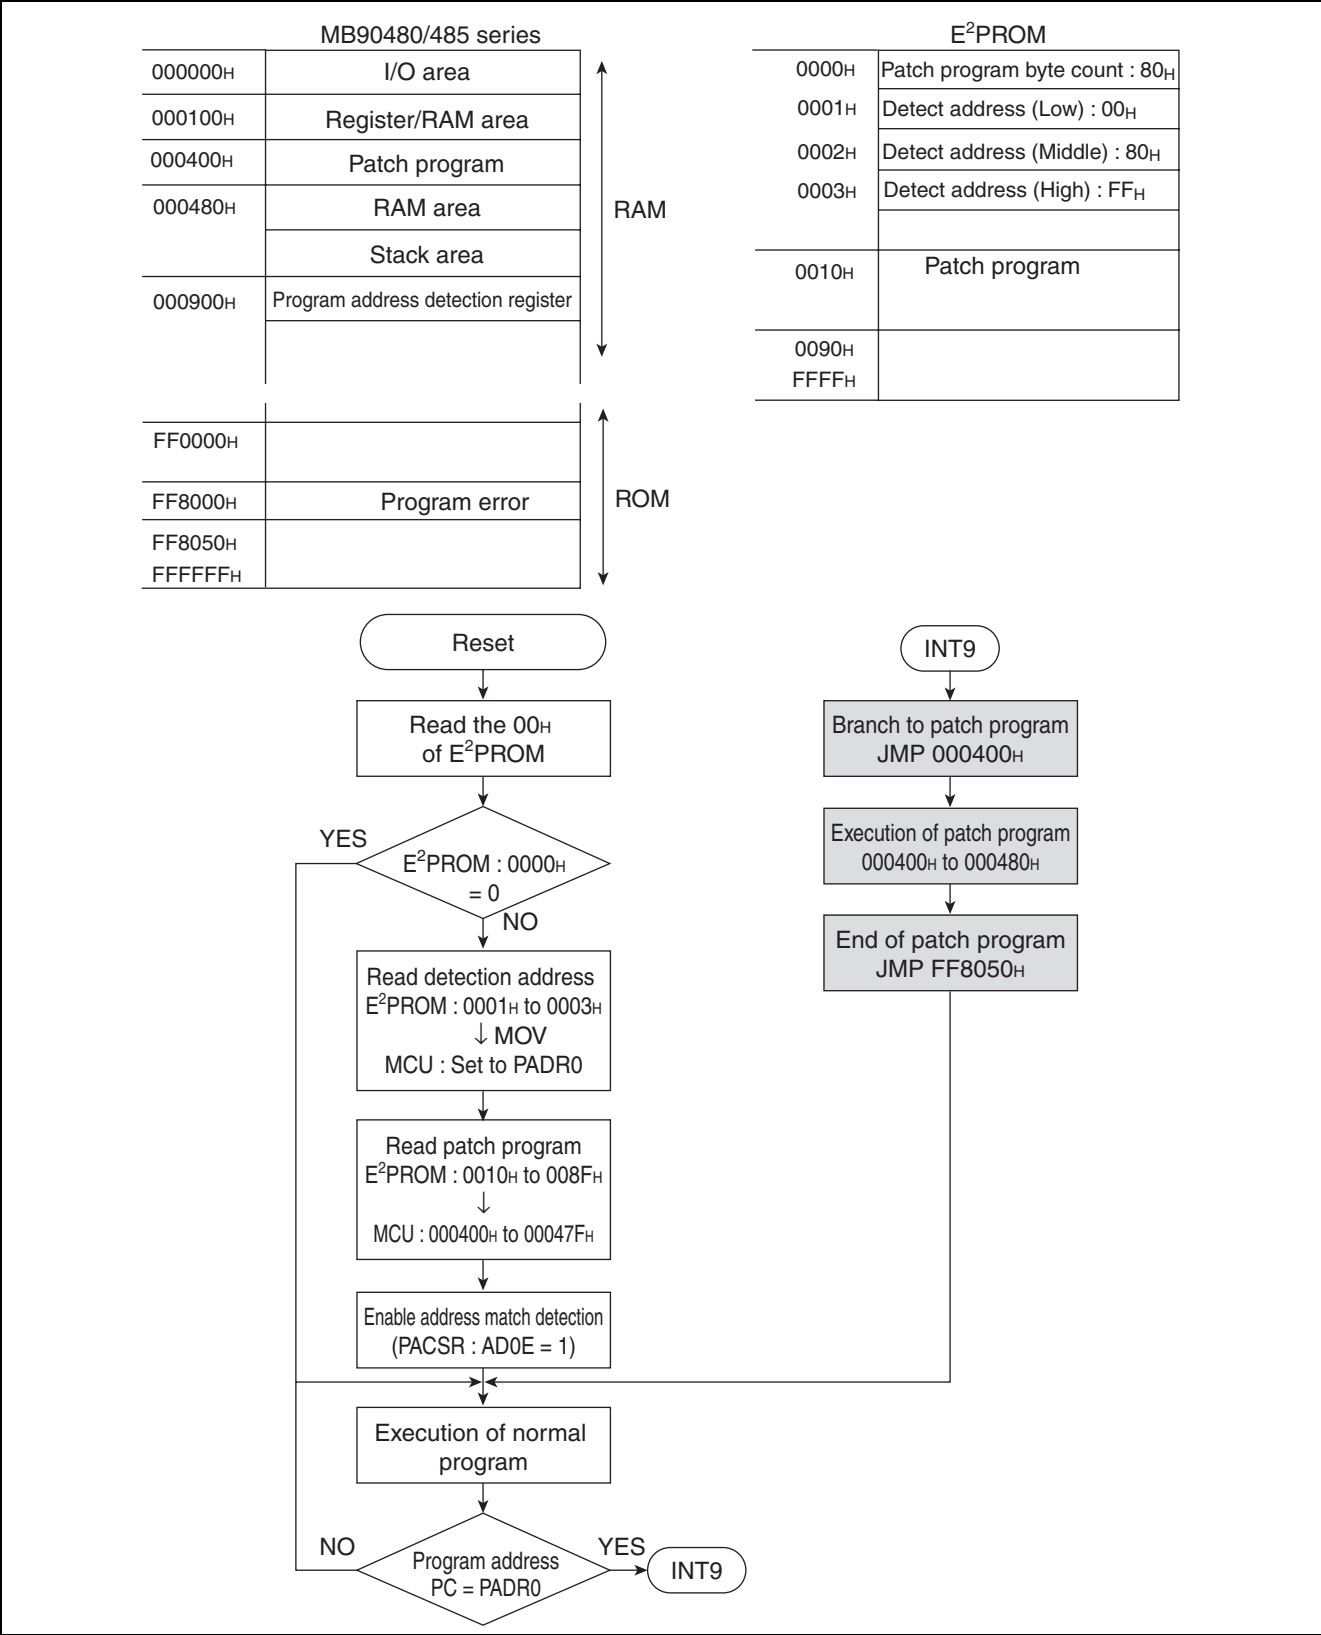 MB90480/485 series
000000H I/O area
000100H Register/RAM area
000400H Patch program
000480H RAM area
Stack area
000900H Program address detection register
RAM
FF0000H
FF8000H Program error
FF8050H
FFFFFFH
ROM
E2PROM
0000H Patch program byte count : 80H
0001H Detect address (Low) : 00H
0002H Detect address (Middle) : 80H
0003H Detect address (High) : FFH
0010H Patch program
0090H
FFFFH
Reset
Read the 00H
of E2PROM
YES
E2PROM : 0000H
= 0
NO
Read detection address
E2PROM : 0001H to 0003H
↓ MOV
MCU : Set to PADR0
Read patch program
E2PROM : 0010H to 008FH
↓
MCU : 000400H to 00047FH
Enable address match detection
(PACSR : AD0E = 1)
Execution of normal
program
NO
Program address
PC = PADR0
YES
INT9
INT9
Branch to patch program
JMP 000400H
Execution of patch program
000400H to 000480H
End of patch program
JMP FF8050H